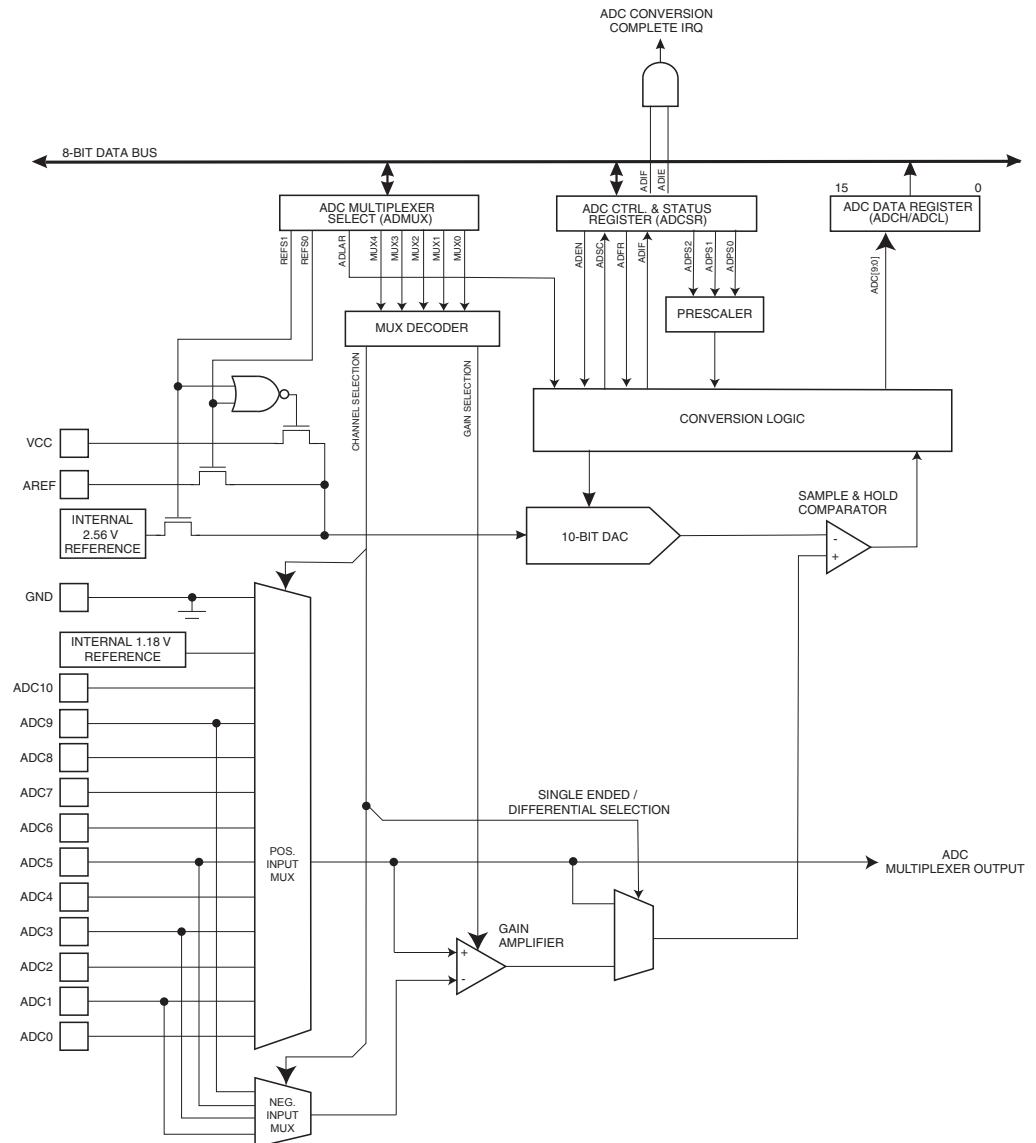 ADC CONVERSION
COMPLETE IRQ
8-BIT DATA BUS
ADIF
ADIE
15
0
ADC MULTIPLEXER
SELECT (ADMUX)
ADC CTRL. & STATUS
REGISTER (ADCSR)
ADC DATA REGISTER
(ADCH/ADCL)
REFS1
REFS0
ADLAR
MUX4
MUX3
MUX2
MUX1
MUX0
ADEN
ADSC
ADFR
ADIF
ADPS2
ADPS1
ADPS0
ADC[9:0]
PRESCALER
MUX DECODER
CHANNEL SELECTION
GAIN SELECTION
CONVERSION LOGIC
VCC
AREF
INTERNAL
2.56 V
REFERENCE
SAMPLE & HOLD
COMPARATOR
10-BIT DAC
-
+
GND
INTERNAL 1.18 V
REFERENCE
ADC10
ADC9
ADC8
ADC7
ADC6
ADC5
ADC4
ADC3
ADC2
ADC1
ADC0
POS.
INPUT
MUX
SINGLE ENDED /
DIFFERENTIAL SELECTION
ADC
MULTIPLEXER OUTPUT
GAIN
AMPLIFIER
+
-
NEG.
INPUT
MUX